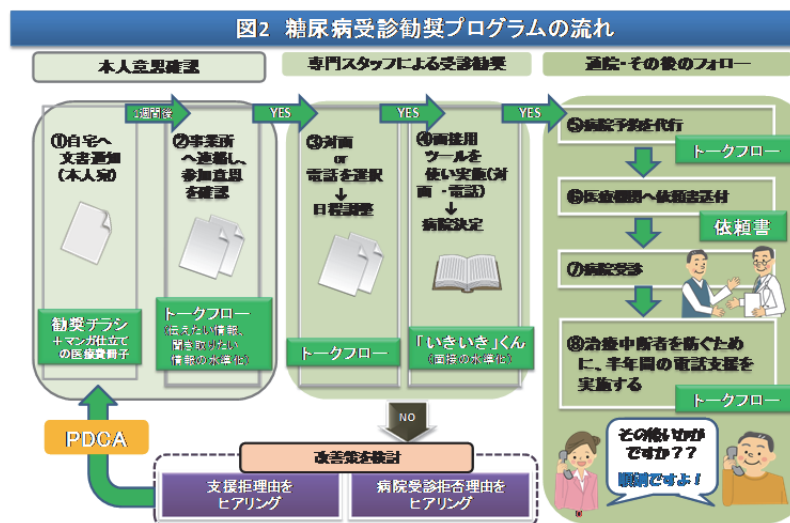 図2 糖尿病受診勧奨プログラムの流れ
本人意思確認
専門スタッフによる受診勧奨
通院・その後のフォロー
1週間後
YES
YES
YES
①自宅へ
文書通知
(本人宛)
勧奨チラシ
+マンガ仕立て
の医療費冊子
②事業所
へ連絡し、
参加意思
を確認
トークフロー
(伝えたい情報、
聞き取りたい
情報の水準化)
③対面
or
電話を選択
↓
日程調整
トークフロー
④面接用
ツールを
使い実施(対
面・電話)
↓
病院決定
「いきいき」くん
(面接の水準化)
⑤病院予約を代行
トークフロー
⑥医療機関へ依頼書送付
依頼書
⑦病院受診
⑧治療中断者を防ぐため
に、半年間の電話支援を
実施する
トークフロー
その後いかが
ですか??
順調ですよ!
NO
PDCA
改善策を検討
支援拒理由を
ヒアリング
病院受診拒否理由を
ヒアリング